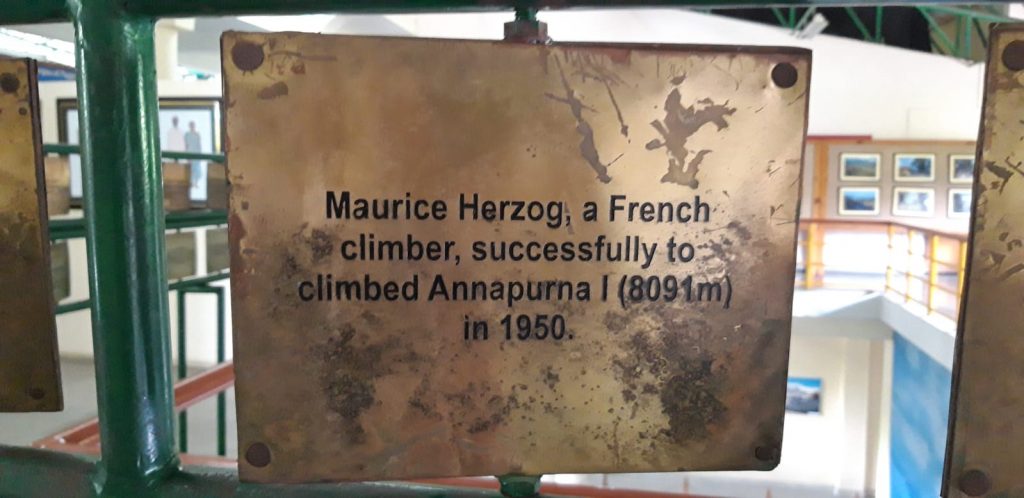 Maurice Herzog, a French
climber, successfully to
climbed Annapurna I (8091m)
in 1950.